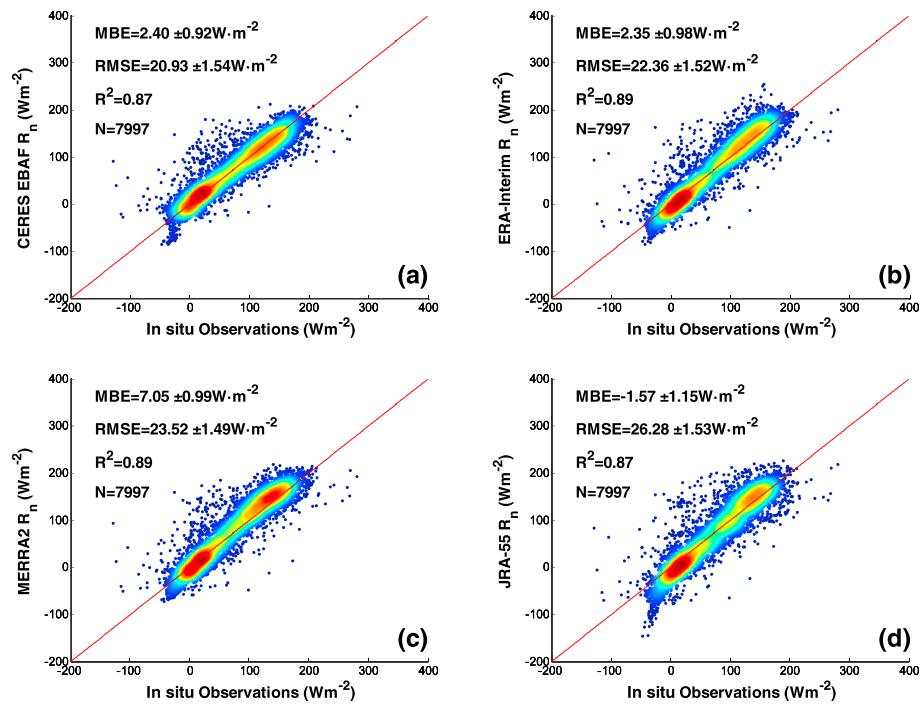 MBE=2.40 ±0.92W·m⁻²
RMSE=20.93 ±1.54W·m⁻²
R²=0.87
N=7997
CERES EBAF Rₙ (Wm⁻²)
400
300
200
100
0
-100
-200
(a)
-200 -100 0 100 200 300 400
In situ Observations (Wm⁻²)
MBE=2.35 ±0.98W·m⁻²
RMSE=22.36 ±1.52W·m⁻²
R²=0.89
N=7997
ERA-Interim Rₙ (Wm⁻²)
400
300
200
100
0
-100
-200
(b)
-200 -100 0 100 200 300 400
In situ Observations (Wm⁻²)
MBE=7.05 ±0.99W·m⁻²
RMSE=23.52 ±1.49W·m⁻²
R²=0.89
N=7997
MERRA2 Rₙ (Wm⁻²)
400
300
200
100
0
-100
-200
(c)
-200 -100 0 100 200 300 400
In situ Observations (Wm⁻²)
MBE=-1.57 ±1.15W·m⁻²
RMSE=26.28 ±1.53W·m⁻²
R²=0.87
N=7997
JRA-55 Rₙ (Wm⁻²)
400
300
200
100
0
-100
-200
(d)
-200 -100 0 100 200 300 400
In situ Observations (Wm⁻²)